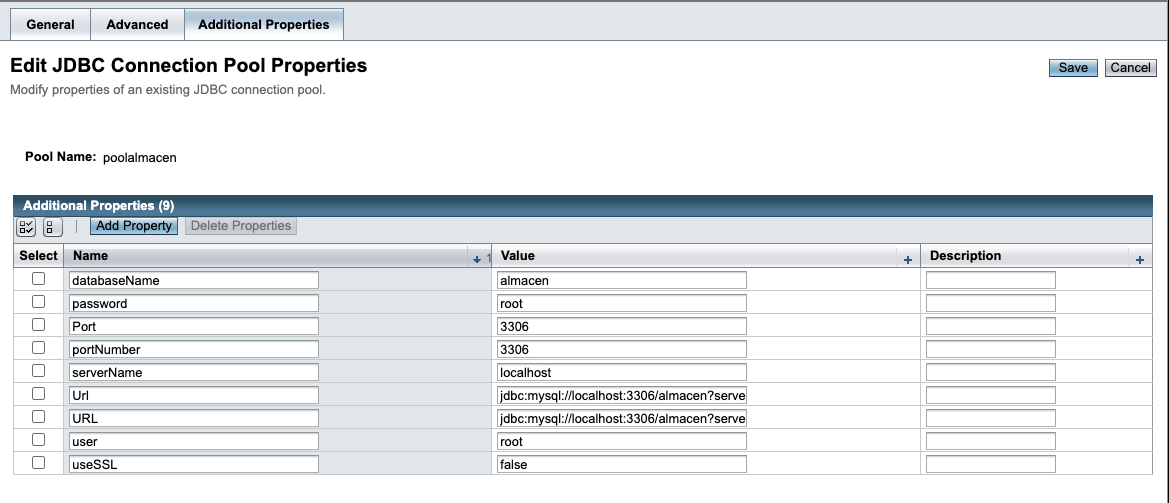 General Advanced Additional Properties
Edit JDBC Connection Pool Properties
Save Cancel
Modify properties of an existing JDBC connection pool.
Pool Name: poolalmacen
Additional Properties (9)
Add Property Delete Properties
Select Name Value Description
databaseName almacen
password root
Port 3306
portNumber 3306
serverName localhost
Url jdbc:mysql://localhost:3306/almacen?serve
URL jdbc:mysql://localhost:3306/almacen?serve
user root
useSSL false